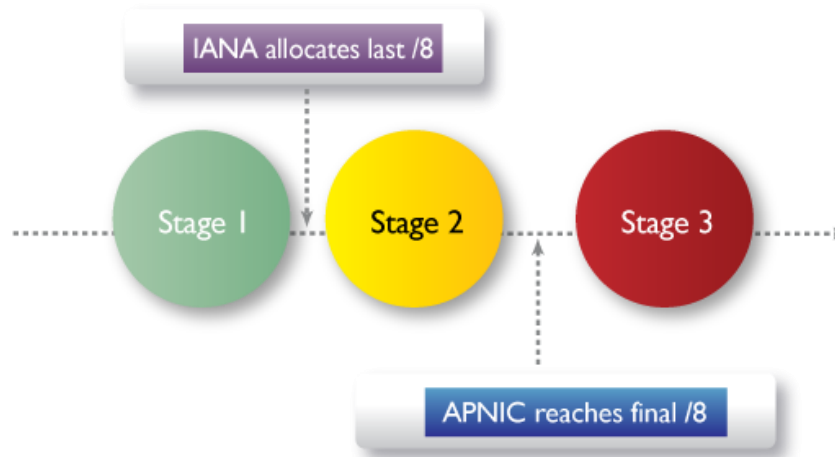 IANA allocates last /8
Stage 1
Stage 2
Stage 3
APNIC reaches final /8